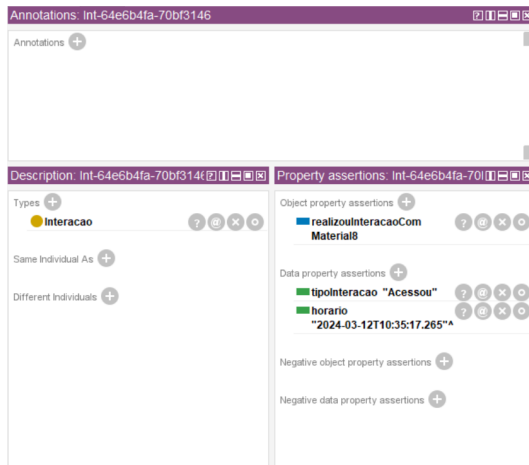 Annotations: Int-64e6b4fa-70bf3146
Annotations
Description: Int-64e6b4fa-70bf3146
Property assertions: Int-64e6b4fa-70
Types
Interacao
Same Individual As
Different Individuals
Object property assertions
realizouInteracaoCom
Material8
Data property assertions
tipoInteracao "Acessou"
horario
"2024-03-12T10:35:17.265"^
Negative object property assertions
Negative data property assertions